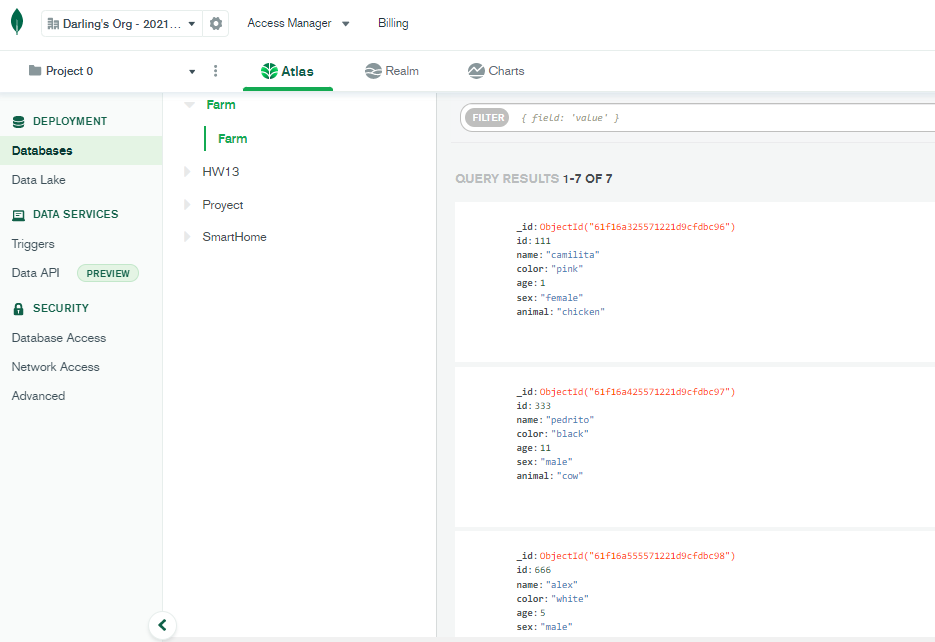 Darling's Org - 2021...
Access Manager
Billing
Project 0
Atlas
Realm
Charts
DEPLOYMENT
Databases
Data Lake
DATA SERVICES
Triggers
Data API
PREVIEW
SECURITY
Database Access
Network Access
Advanced
Farm
Farm
HW13
Proyect
SmartHome
FILTER { field: 'value' }
QUERY RESULTS 1-7 OF 7
_id: ObjectId("61f16a325571221d9cfdbc96")
id: 111
name: "camilita"
color: "pink"
age: 1
sex: "female"
animal: "chicken"
_id: ObjectId("61f16a425571221d9cfdbc97")
id: 333
name: "pedrito"
color: "black"
age: 11
sex: "male"
animal: "cow"
_id: ObjectId("61f16a555571221d9cfdbc98")
id: 666
name: "alex"
color: "white"
age: 5
sex: "male"